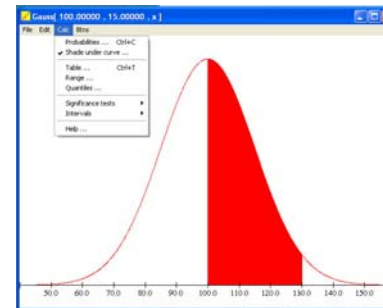 Gauss( 100.00000 , 15.00000 , x )
File Edit Calc Btns
Probabilities ... Ctrl+C
Shade under curve ...
Table ... Ctrl+T
Range ...
Quantiles ...
Significance tests
Intervals
Help ...
50.0 60.0 70.0 80.0 90.0 100.0 110.0 120.0 130.0 140.0 150.0